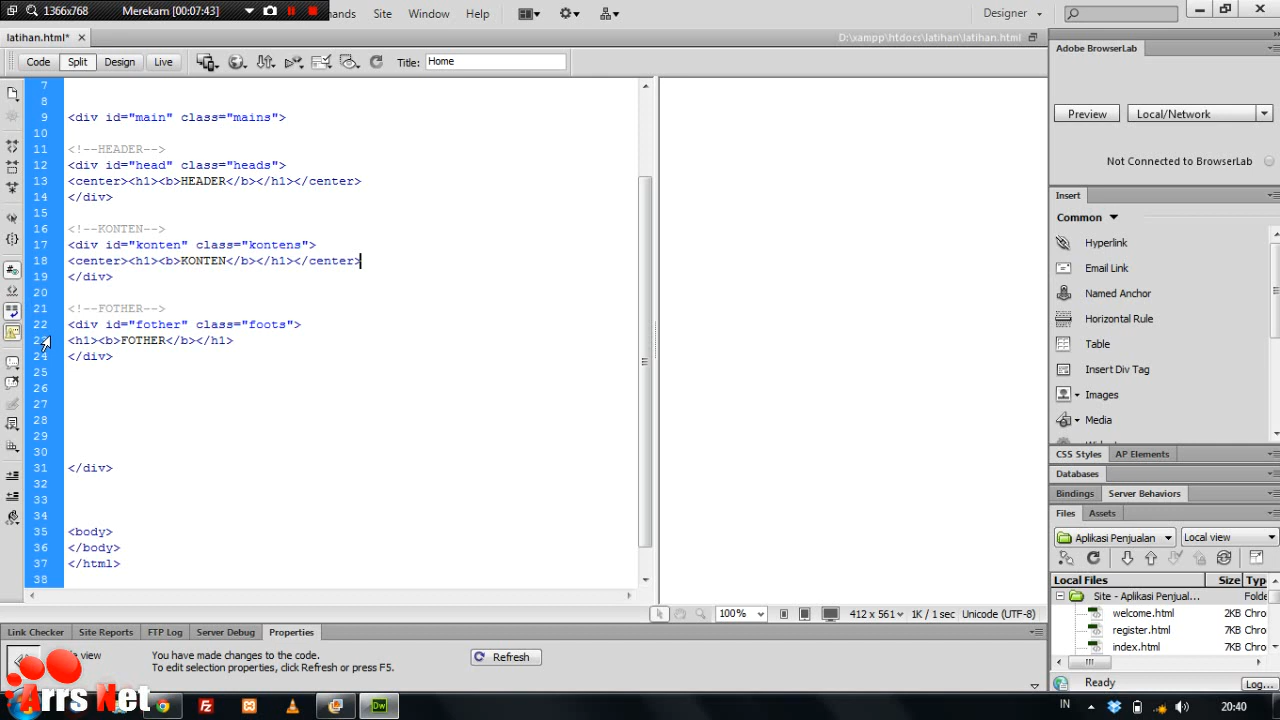 1366x768 Merekam [00:07:43] mands Site Window Help Designer
latihan.html* D:\xampp\htdocs\latihan\latihan.html
Code Split Design Live Title: Home
7
8
9 <div id="main" class="mains">
10
11 <!--HEADER-->
12 <div id="head" class="heads">
13 <center><h1><b>HEADER</b></h1></center>
14 </div>
15
16 <!--KONTEN-->
17 <div id="konten" class="kontens">
18 <center><h1><b>KONTEN</b></h1></center>
19 </div>
20
21 <!--FOTHER-->
22 <div id="fother" class="foots">
<h1><b>FOTHER</b></h1>
24 </div>
25
26
27
28
29
30
31 </div>
32
33
34
35 <body>
36 </body>
37 </html>
38
100% 412 x 561 1K / 1 sec Unicode (UTF-8)
Adobe BrowserLab
Preview Local/Network
Not Connected to BrowserLab
Insert
Common
Hyperlink
Email Link
Named Anchor
Horizontal Rule
Table
Insert Div Tag
Images
Media
CSS Styles AP Elements
Databases
Bindings Server Behaviors
Files Assets
Aplikasi Penjualan Local view
Local Files Size Typ
Site - Aplikasi Penjual... Folde
welcome.html 2KB Chro
register.html 7KB Chro
index.html 7KB Chro
Ready Log...
Link Checker Site Reports FTP Log Server Debug Properties
e view You have made changes to the code. Refresh
To edit selection properties, click Refresh or press F5.
Arrs Net
Dw IN 20:40